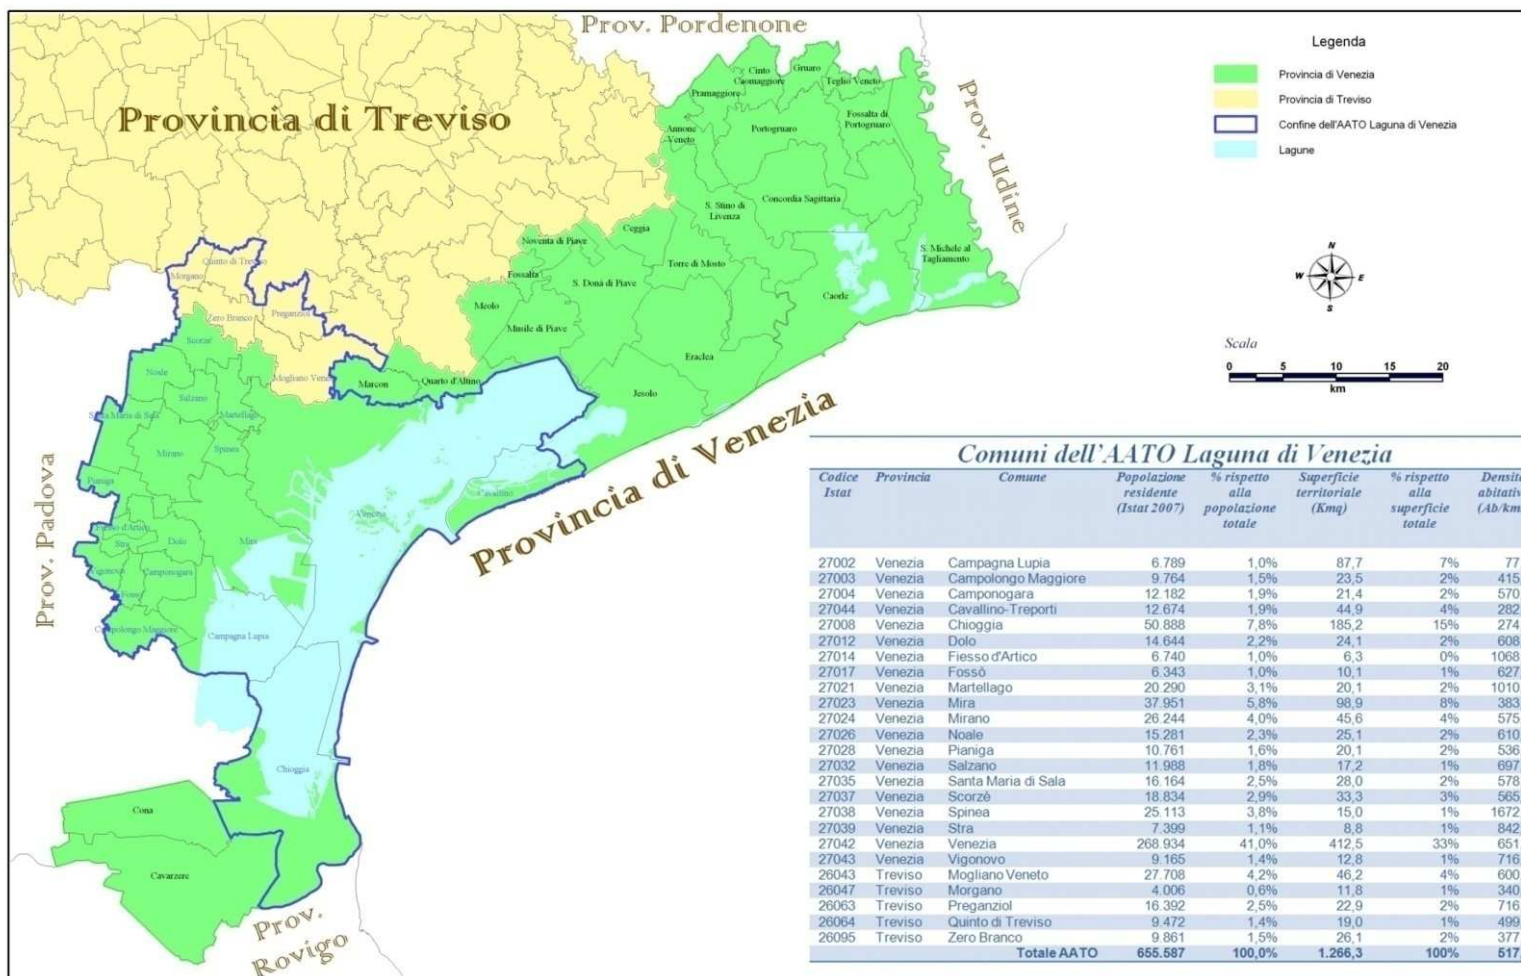 Prov. Pordenone
Provincia di Treviso
Prov. Udine
Prov. Padova
Provincia di Venezia
Prov.
Rovigo
Cinto
Caomaggiore
Gruaro
Teglio Veneto
Pramaggiore
Annone
Veneto
Portogruaro
Fossalta di
Portogruaro
S. Stino di
Livenza
Concordia Sagittaria
S. Michele al
Tagliamento
Ceggia
Noventa di Piave
Torre di Mosto
Fossalta
S. Donà di Piave
Caorle
Meolo
Musile di Piave
Eraclea
Jesolo
Quarto d'Altino
Marcon
Quinto di Treviso
Morgano
Zero Branco
Preganziol
Mogliano Vene
Scorzè
Noale
Salzano
Martellago
Mirano
Spinea
Pianiga
Cavallino
Venezia
Fiesso d'Artico
Stra
Dolo
Mira
Vigonovo
Camponogara
Fossò
Campolongo Maggiore
Campagna Lupia
Chioggia
Cona
Cavarzere
Legenda
Provincia di Venezia
Provincia di Treviso
Confine dell'AATO Laguna di Venezia
Lagune
N
W E
S
Scala
0 5 10 15 20
km
Comuni dell'AATO Laguna di Venezia
Codice Provincia Comune Popolazione % rispetto Superficie % rispetto Densità
Istat residente alla territoriale alla abitativ
(Istat 2007) popolazione (Kmq) superficie (Ab/km
totale totale
27002 Venezia Campagna Lupia 6.789 1,0% 87,7 7% 77,
27003 Venezia Campolongo Maggiore 9.764 1,5% 23,5 2% 415,
27004 Venezia Camponogara 12.182 1,9% 21,4 2% 570,
27044 Venezia Cavallino-Treporti 12.674 1,9% 44,9 4% 282,
27008 Venezia Chioggia 50.888 7,8% 185,2 15% 274,
27012 Venezia Dolo 14.644 2,2% 24,1 2% 608,
27014 Venezia Fiesso d'Artico 6.740 1,0% 6,3 0% 1068,
27017 Venezia Fossò 6.343 1,0% 10,1 1% 627,
27021 Venezia Martellago 20.290 3,1% 20,1 2% 1010,
27023 Venezia Mira 37.951 5,8% 98,9 8% 383,
27024 Venezia Mirano 26.244 4,0% 45,6 4% 575,
27026 Venezia Noale 15.281 2,3% 25,1 2% 610,
27028 Venezia Pianiga 10.761 1,6% 20,1 2% 536,
27032 Venezia Salzano 11.988 1,8% 17,2 1% 697,
27035 Venezia Santa Maria di Sala 16.164 2,5% 28,0 2% 578,
27037 Venezia Scorzè 18.834 2,9% 33,3 3% 565,
27038 Venezia Spinea 25.113 3,8% 15,0 1% 1672,
27039 Venezia Stra 7.399 1,1% 8,8 1% 842,
27042 Venezia Venezia 268.934 41,0% 412,5 33% 651,
27043 Venezia Vigonovo 9.165 1,4% 12,8 1% 716,
26043 Treviso Mogliano Veneto 27.708 4,2% 46,2 4% 600,
26047 Treviso Morgano 4.006 0,6% 11,8 1% 340,
26063 Treviso Preganziol 16.392 2,5% 22,9 2% 716,
26064 Treviso Quinto di Treviso 9.472 1,4% 19,0 1% 499,
26095 Treviso Zero Branco 9.861 1,5% 26,1 2% 377,
Totale AATO 655.587 100,0% 1.266,3 100% 517,